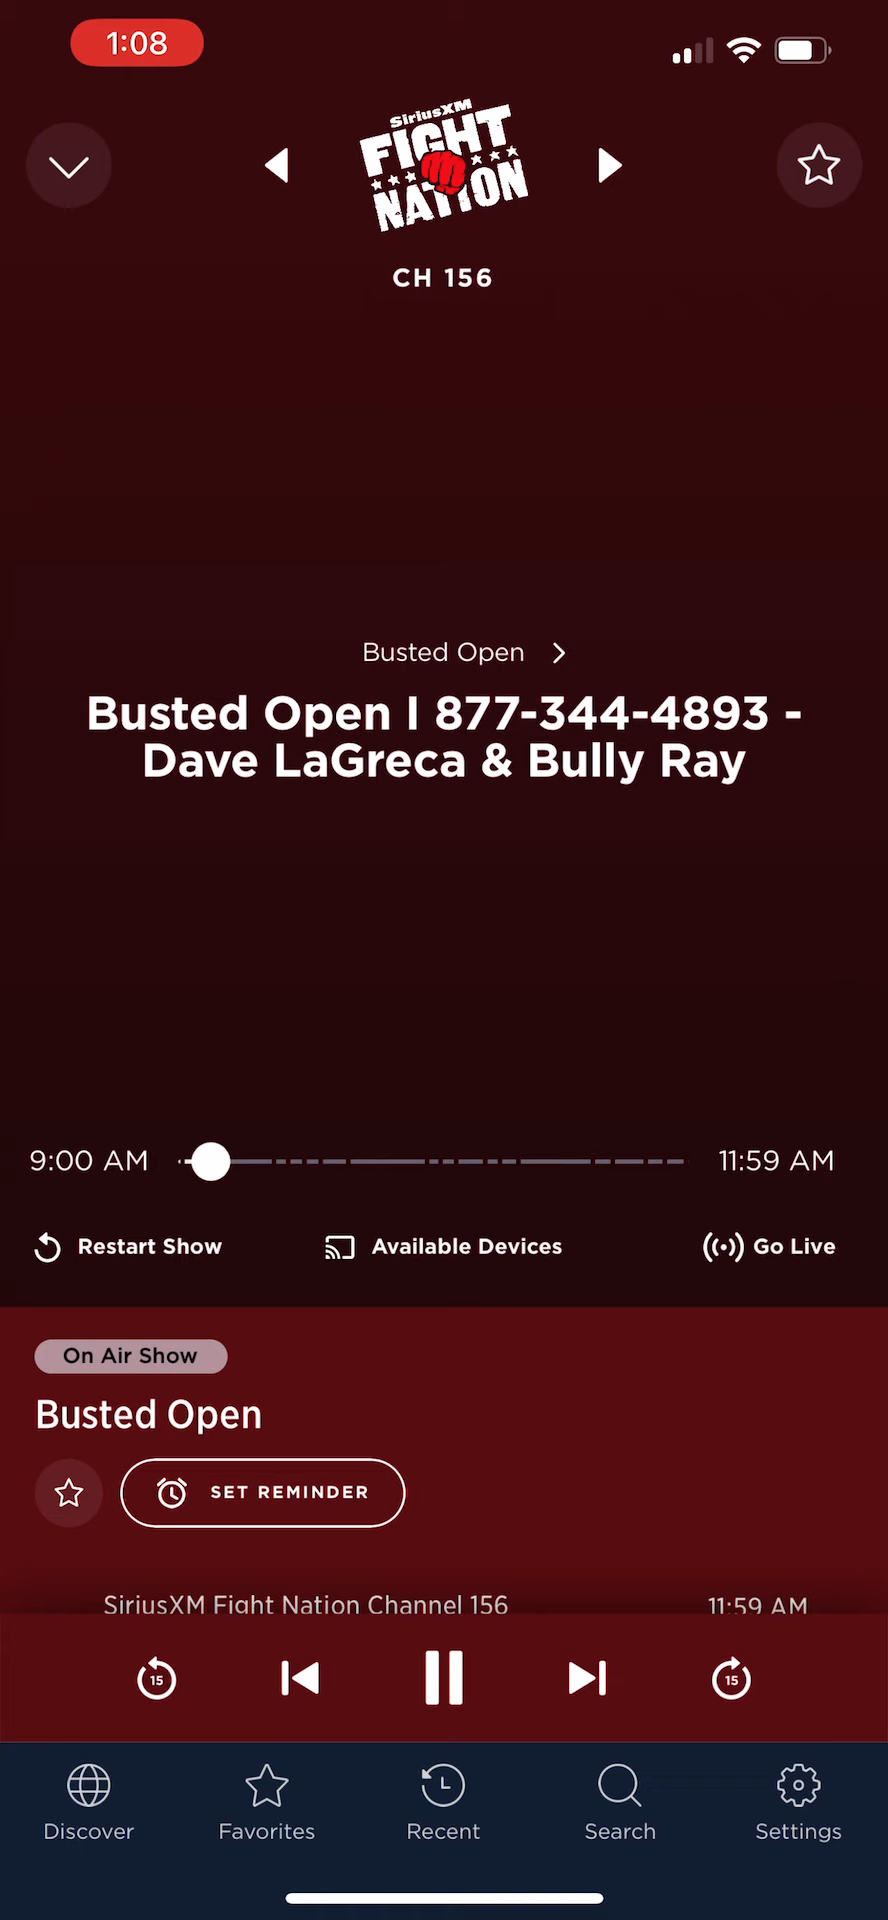 1:08
SiriusXM
FIGHT
NATION
CH 156
Busted Open
Busted Open | 877-344-4893 -
Dave LaGreca & Bully Ray
9:00 AM
11:59 AM
Restart Show
Available Devices
Go Live
On Air Show
Busted Open
SET REMINDER
SiriusXM Fight Nation Channel 156
11:59 AM
15
15
Discover
Favorites
Recent
Search
Settings